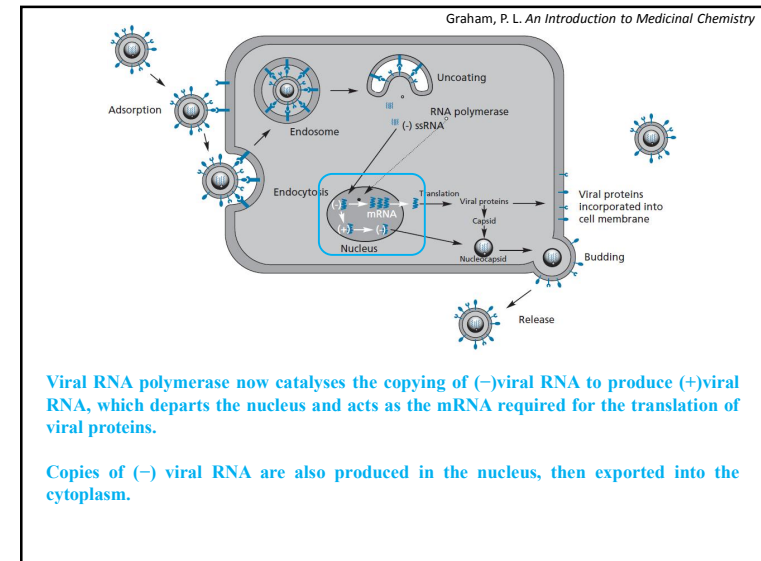 Graham, P. L. An Introduction to Medicinal Chemistry
Adsorption
Endosome
Uncoating
RNA polymerase
(-) ssRNA
Endocytosis
(-)
mRNA
Translation
(+)
(-)
Nucleus
Viral proteins
Capsid
Nucleocapsid
Viral proteins
incorporated into
cell membrane
Budding
Release
Viral RNA polymerase now catalyses the copying of (−)viral RNA to produce (+)viral
RNA, which departs the nucleus and acts as the mRNA required for the translation of
viral proteins.
Copies of (−) viral RNA are also produced in the nucleus, then exported into the
cytoplasm.